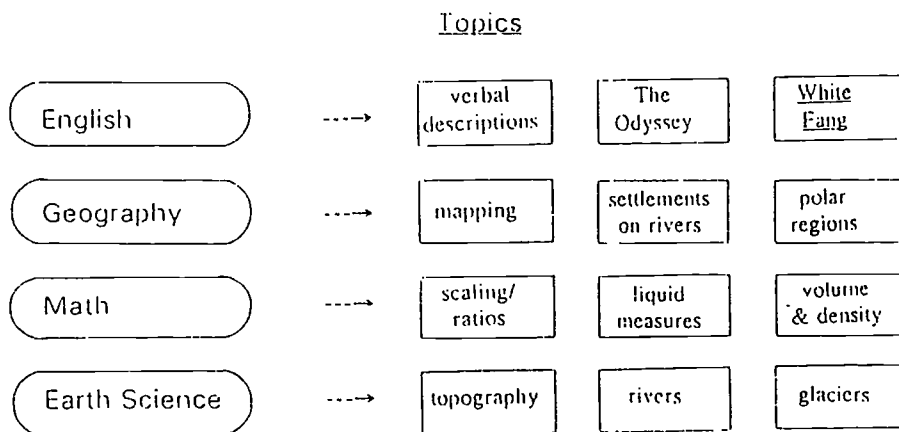 Topics
English
verbal
descriptions
The
Odyssey
White
Fang
Geography
mapping
settlements
on rivers
polar
regions
Math
scaling/
ratios
liquid
measures
volume
& density
Earth Science
topography
rivers
glaciers